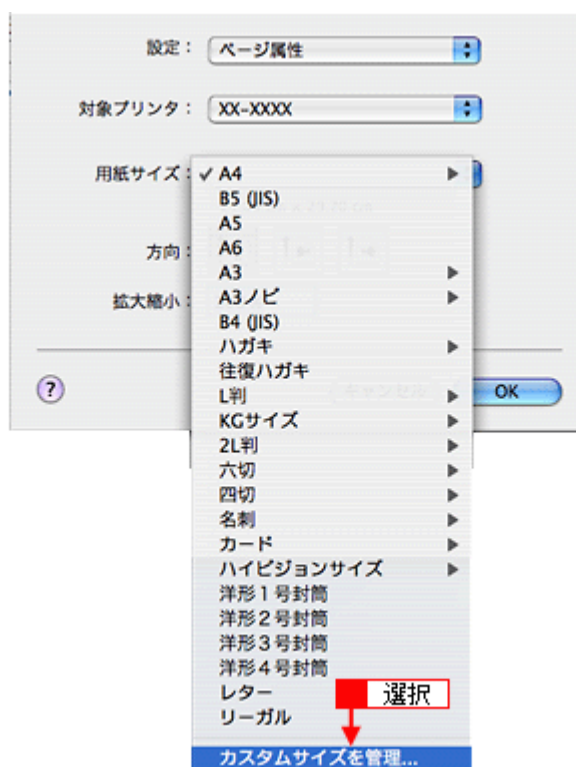 設定： ページ属性
対象プリンタ： XX-XXXX
用紙サイズ： ✓ A4
B5 (JIS)
A5
方向：
A6
A3
拡大縮小：
A3ノビ
B4 (JIS)
ハガキ
往復ハガキ
? キャンセル OK
L判
KGサイズ
2L判
六切
四切
名刺
カード
ハイビジョンサイズ
洋形1号封筒
洋形2号封筒
洋形3号封筒
洋形4号封筒
レター
選択
リーガル
カスタムサイズを管理...